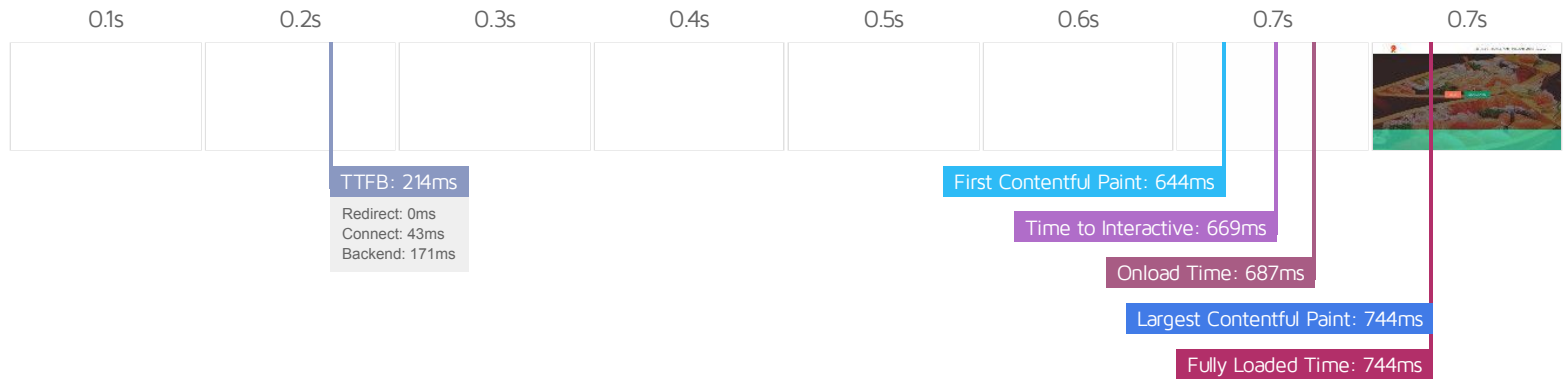 0.1s 0.2s 0.3s 0.4s 0.5s 0.6s 0.7s 0.7s
TTFB: 214ms
Redirect: 0ms
Connect: 43ms
Backend: 171ms
First Contentful Paint: 644ms
Time to Interactive: 669ms
Onload Time: 687ms
Largest Contentful Paint: 744ms
Fully Loaded Time: 744ms